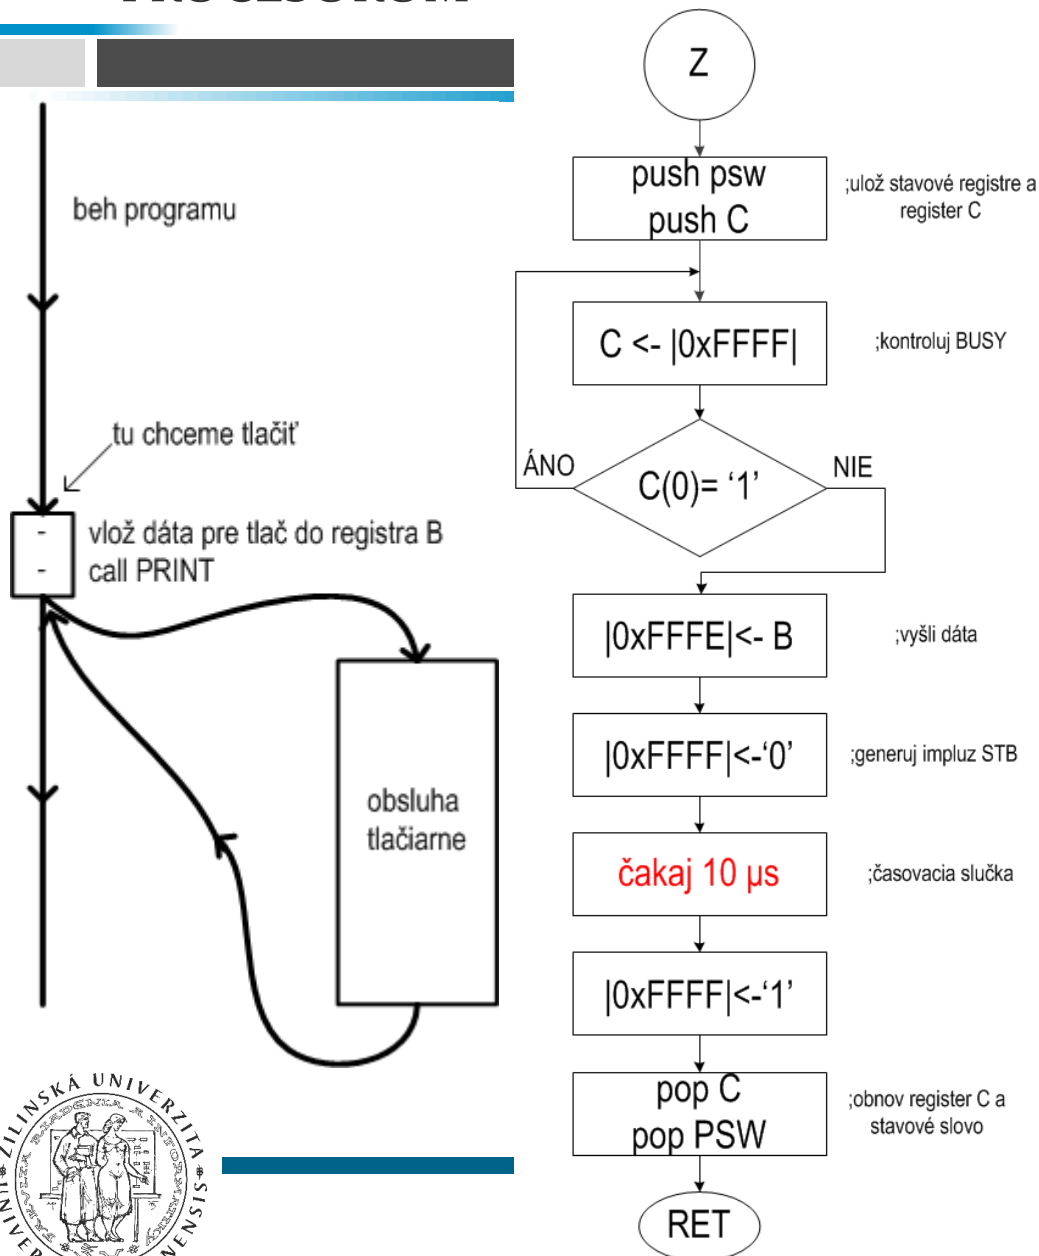 beh programu
tu chceme tlačiť
-
vlož dáta pre tlač do registra B
-
call PRINT
obsluha
tlačiarne
Z
push psw
push C
;ulož stavové registre a
register C
C <- |0xFFFF|
;kontroluj BUSY
ÁNO
C(0)= ‘1’
NIE
|0xFFFE|<- B
;vyšli dáta
|0xFFFF|<-‘0’
;generuj impluz STB
čakaj 10 µs
;časovacia slučka
|0xFFFF|<-‘1’
pop C
pop PSW
;obnov register C a
stavové slovo
RET
ŽILINSKÁ UNIVERZITA